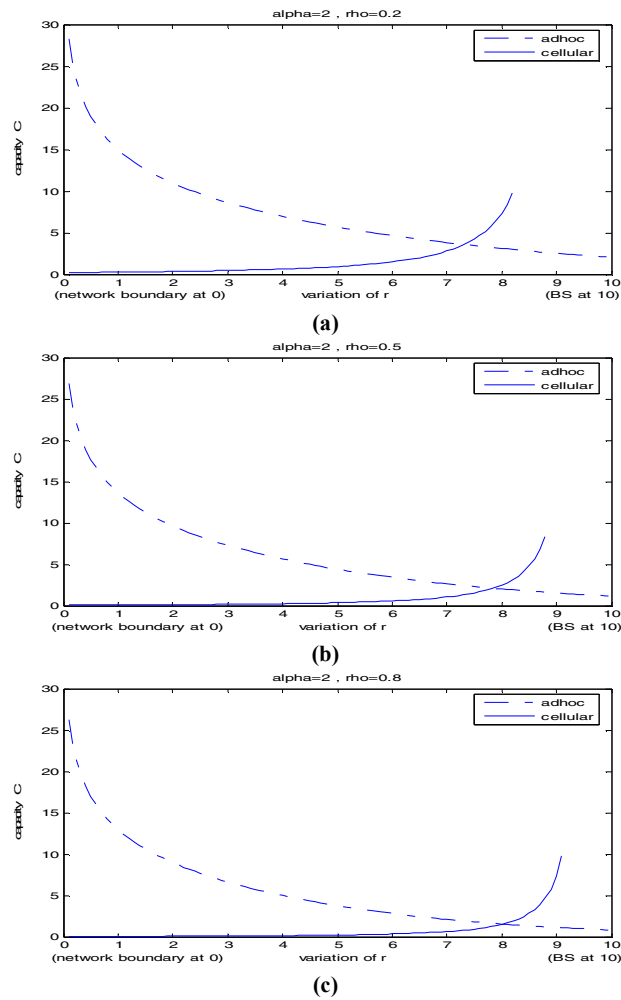 alpha=2 , rho=0.2
30
25
20
15
10
5
0
capacity C
adhoc
cellular
0 1 2 3 4 5 6 7 8 9 10
(network boundary at 0) variation of r (BS at 10)
(a)
alpha=2 , rho=0.5
30
25
20
15
10
5
0
capacity C
adhoc
cellular
0 1 2 3 4 5 6 7 8 9 10
(network boundary at 0) variation of r (BS at 10)
(b)
alpha=2 , rho=0.8
30
25
20
15
10
5
0
capacity C
adhoc
cellular
0 1 2 3 4 5 6 7 8 9 10
(network boundary at 0) variation of r (BS at 10)
(c)